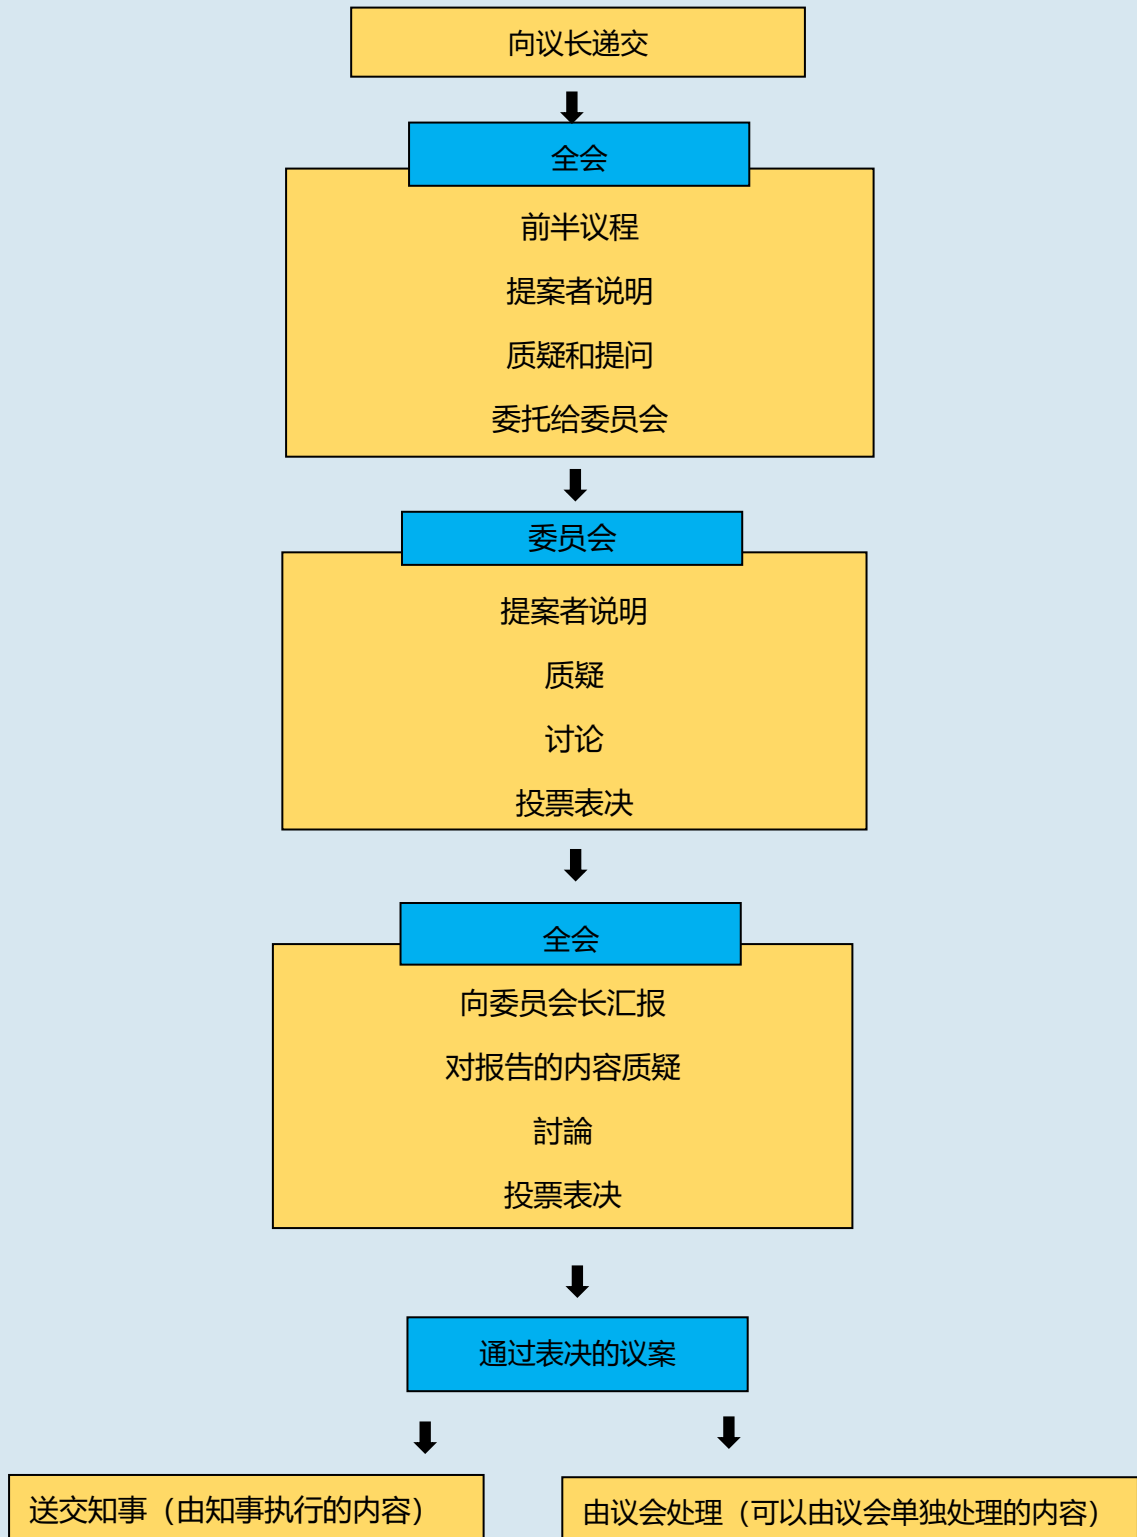 向议长递交
全会
前半议程
提案者说明
质疑和提问
委托给委员会
委员会
提案者说明
质疑
讨论
投票表决
全会
向委员会长汇报
对报告的内容质疑
討論
投票表决
通过表决的议案
送交知事（由知事执行的内容）
由议会处理（可以由议会单独处理的内容）